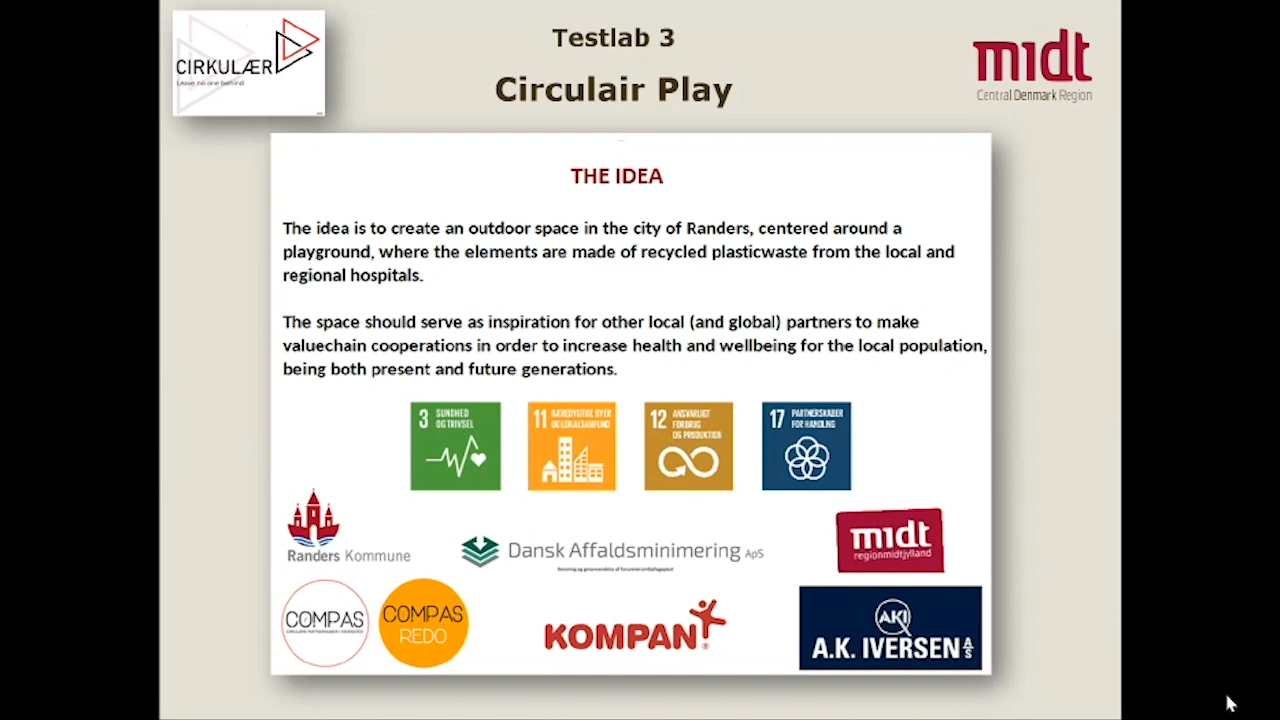 CIRKULÆR
Leave no one behind
Testlab 3
Circulair Play
midt
Central Denmark Region
THE IDEA
The idea is to create an outdoor space in the city of Randers, centered around a
playground, where the elements are made of recycled plasticwaste from the local and
regional hospitals.
The space should serve as inspiration for other local (and global) partners to make
valuechain cooperations in order to increase health and wellbeing for the local population,
being both present and future generations.
3 SUNDHED
OG TRIVSEL
11 BÆREDYGTIGE BYER
OG LOKALSAMFUND
12 ANSVARLIGT
FORBRUG
OG PRODUKTION
17 PARTNERSKABER
FOR HANDLING
Randers Kommune
Dansk Affaldsminimering ApS
midt
regionmidtjylland
COMPAS
COMPAS
REDO
KOMPAN
AKI
A.K. IVERSEN A/S